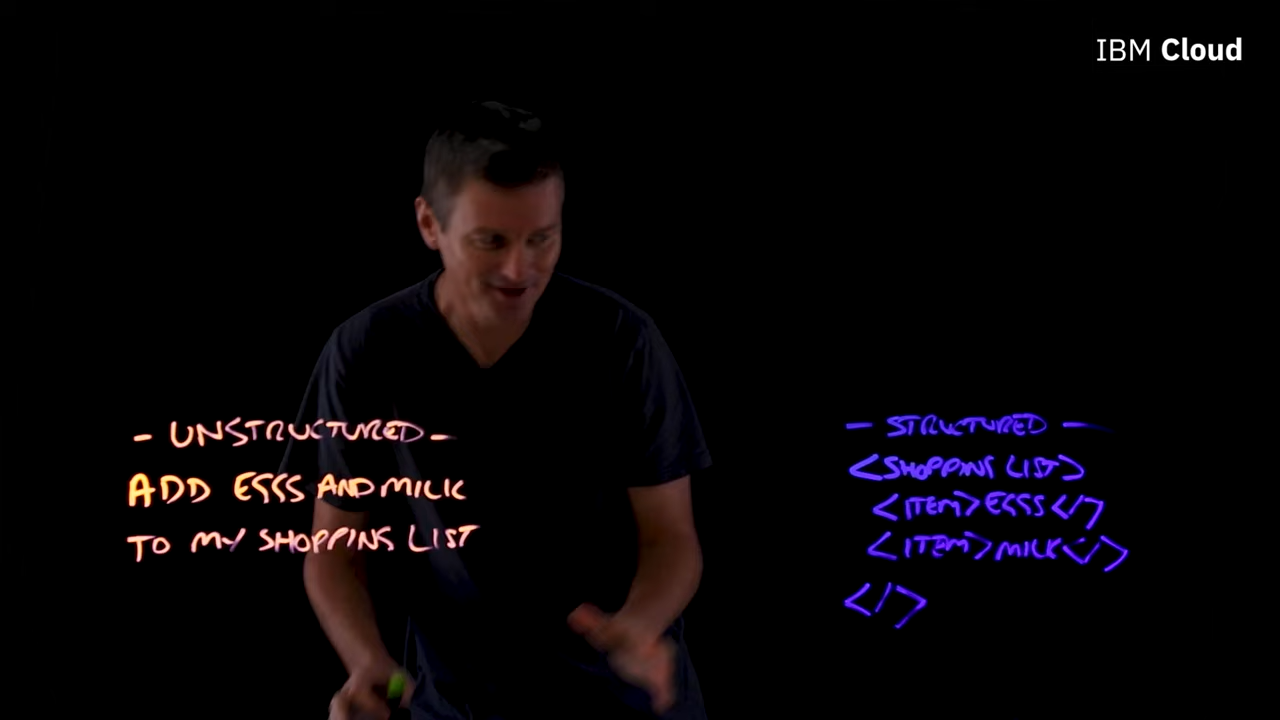 IBM Cloud
- UNSTRUCTURED -
ADD EGGS AND MILK
TO MY SHOPPING LIST
- STRUCTURED -
<SHOPPING LIST>
<ITEM>EGGS</>
<ITEM>MILK</>
</>